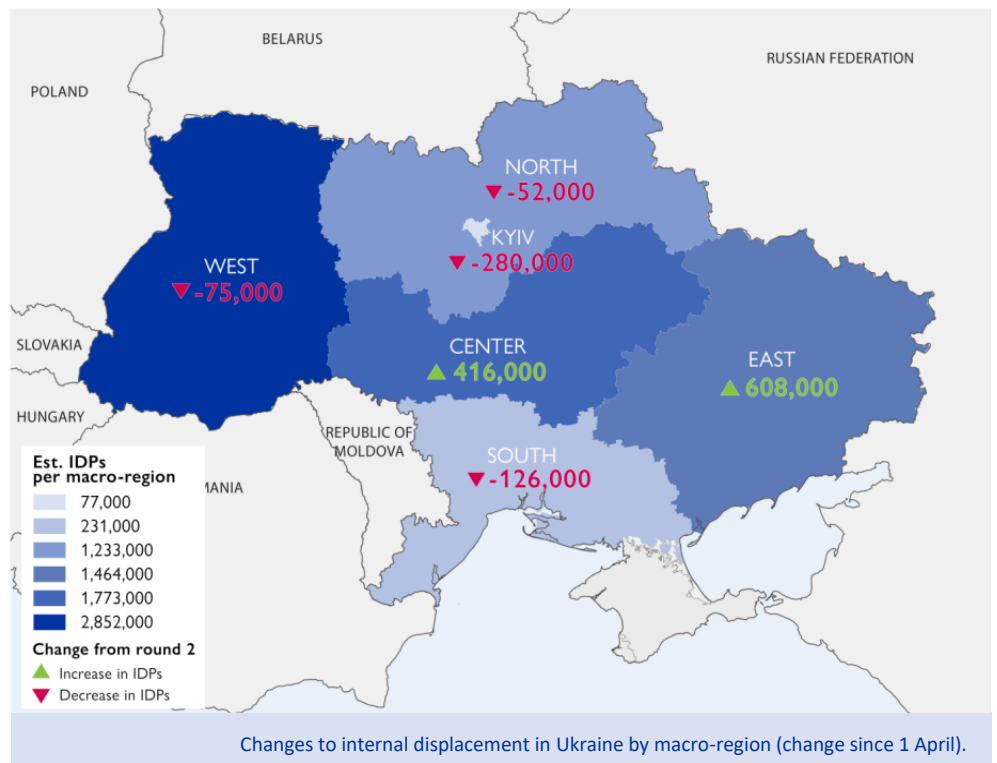 BELARUS
RUSSIAN FEDERATION
POLAND
NORTH
-52,000
KYIV
-280,000
WEST
-75,000
SLOVAKIA
CENTER
416,000
EAST
608,000
HUNGARY
REPUBLIC OF
MOLDOVA
SOUTH
-126,000
MANIA
Est. IDPs
per macro-region
77,000
231,000
1,233,000
1,464,000
1,773,000
2,852,000
Change from round 2
Increase in IDPs
Decrease in IDPs
Changes to internal displacement in Ukraine by macro-region (change since 1 April).